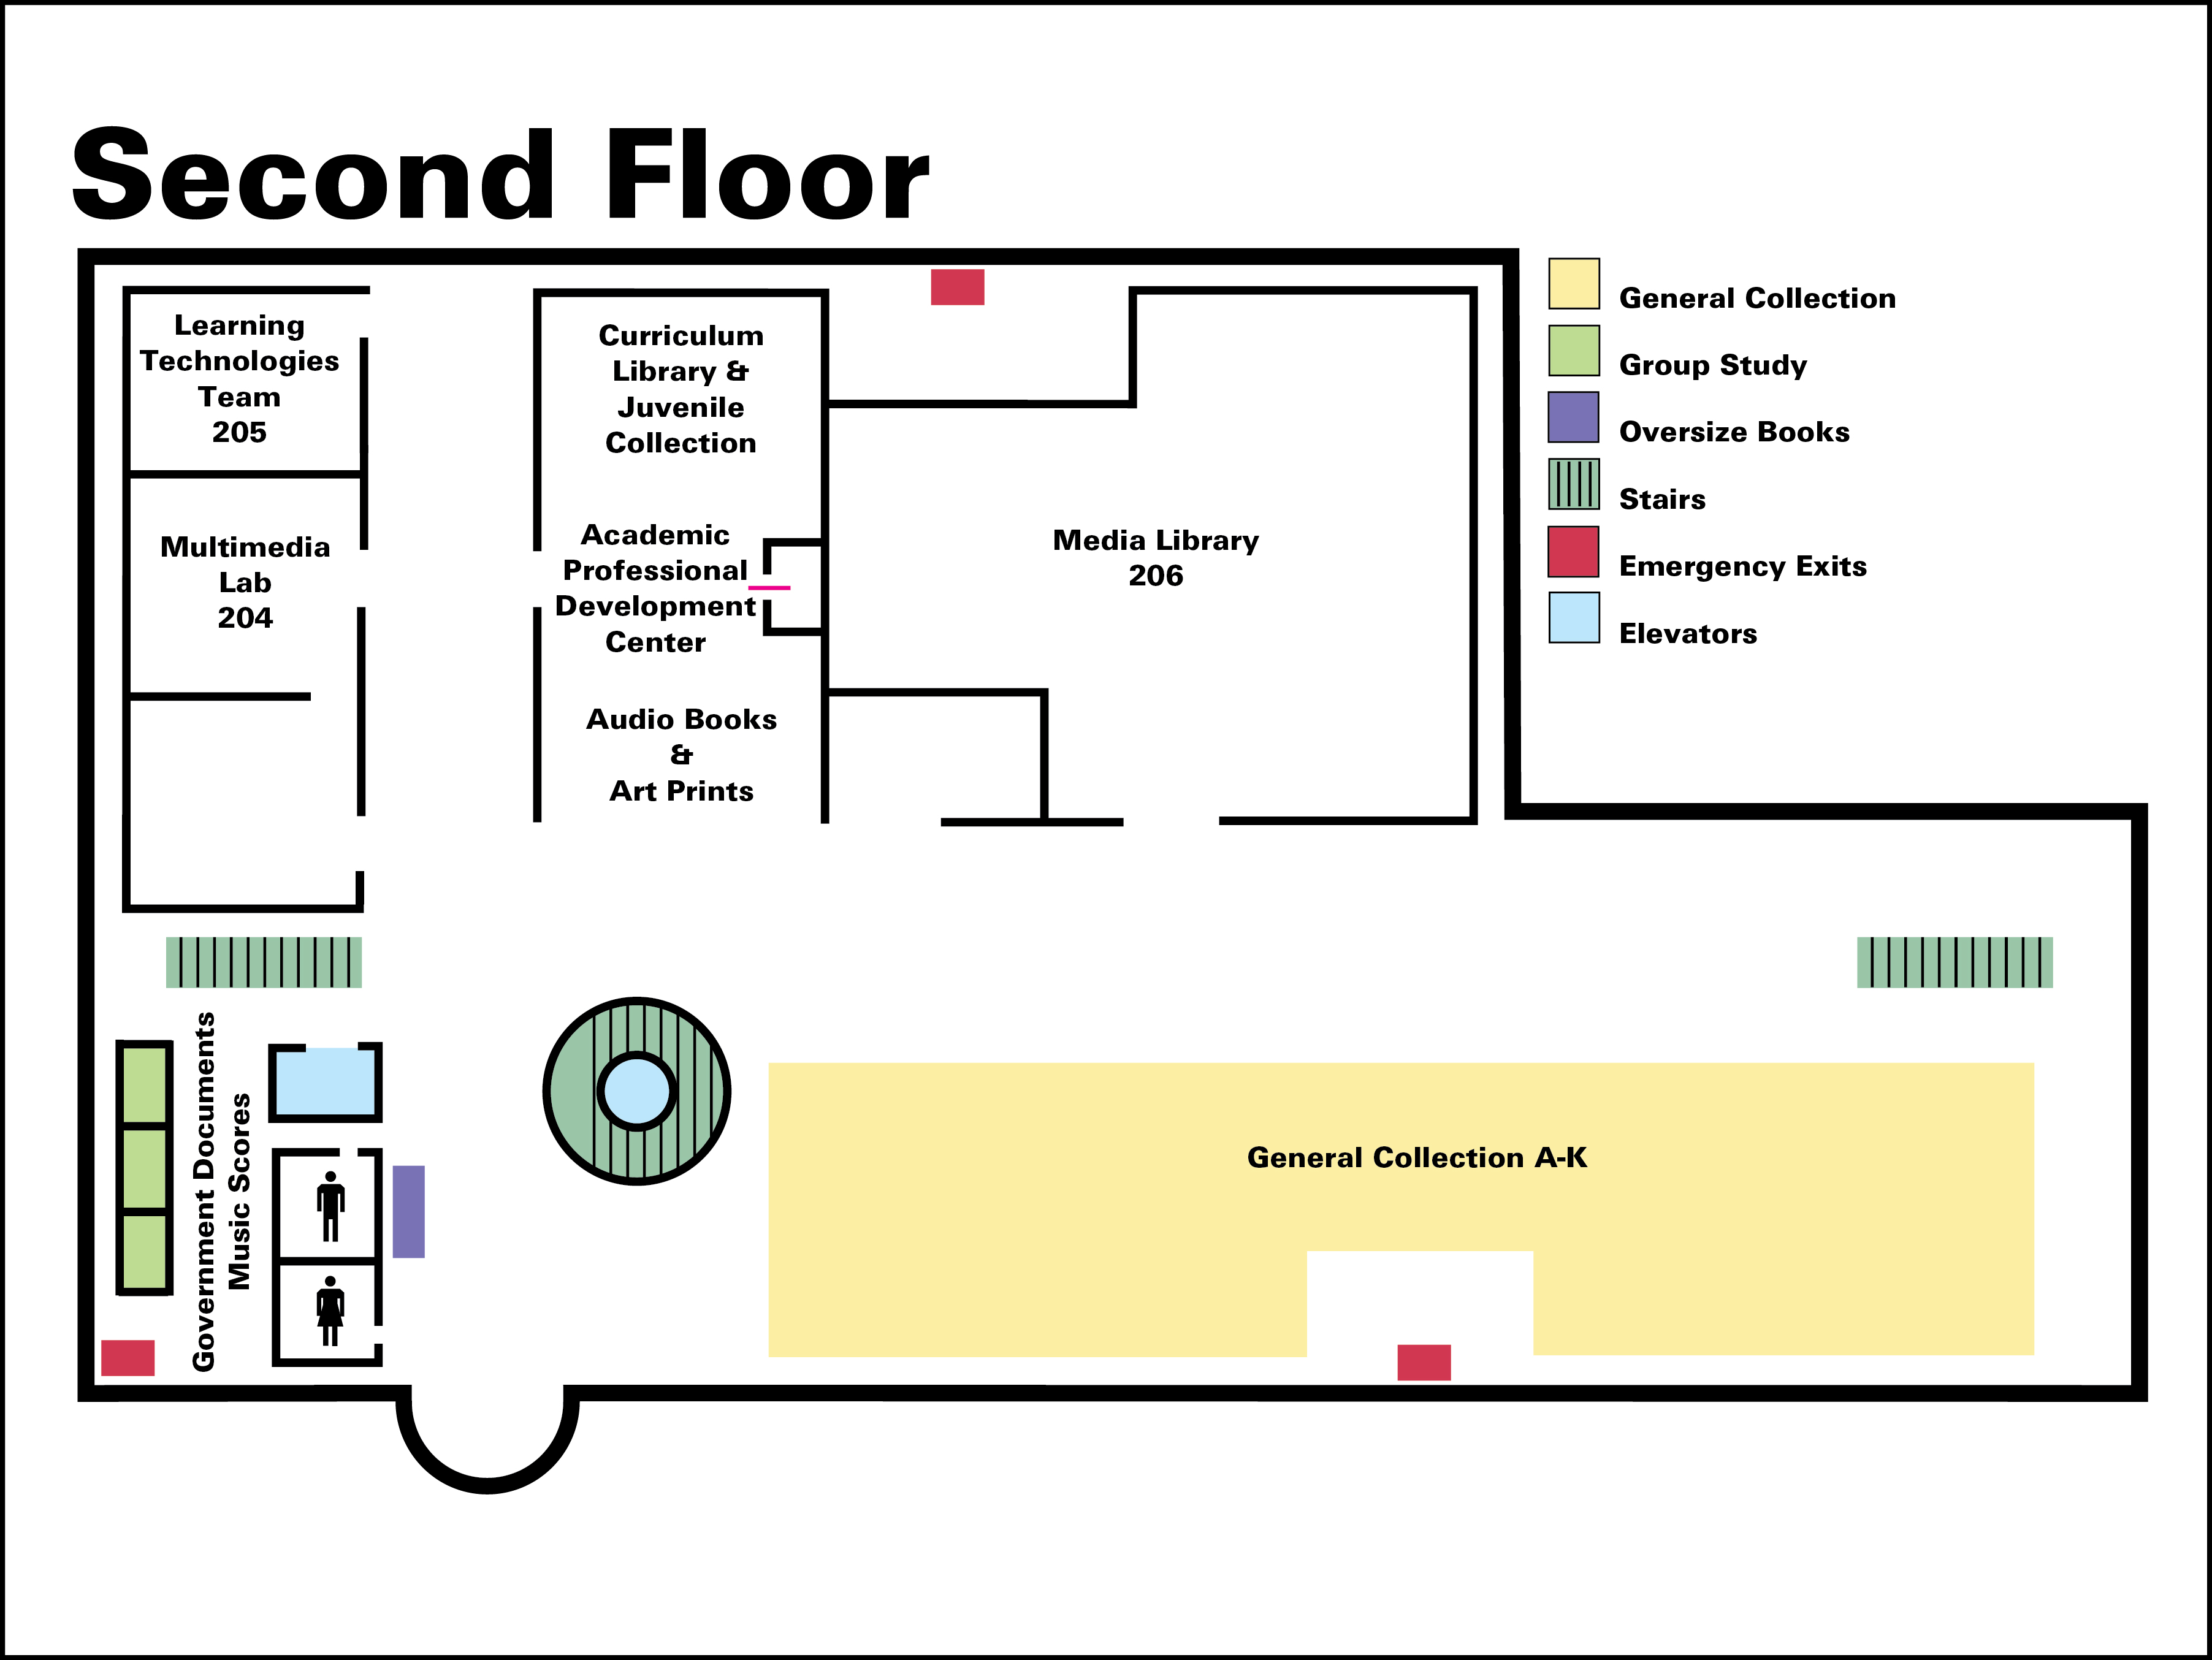 Second Floor
Learning
Technologies
Team
205
Multimedia
Lab
204
Curriculum
Library &
Juvenile
Collection
Academic
Professional
Development
Center
Audio Books
&
Art Prints
Media Library
206
General Collection
Group Study
Oversize Books
Stairs
Emergency Exits
Elevators
Government Documents
Music Scores
General Collection A-K